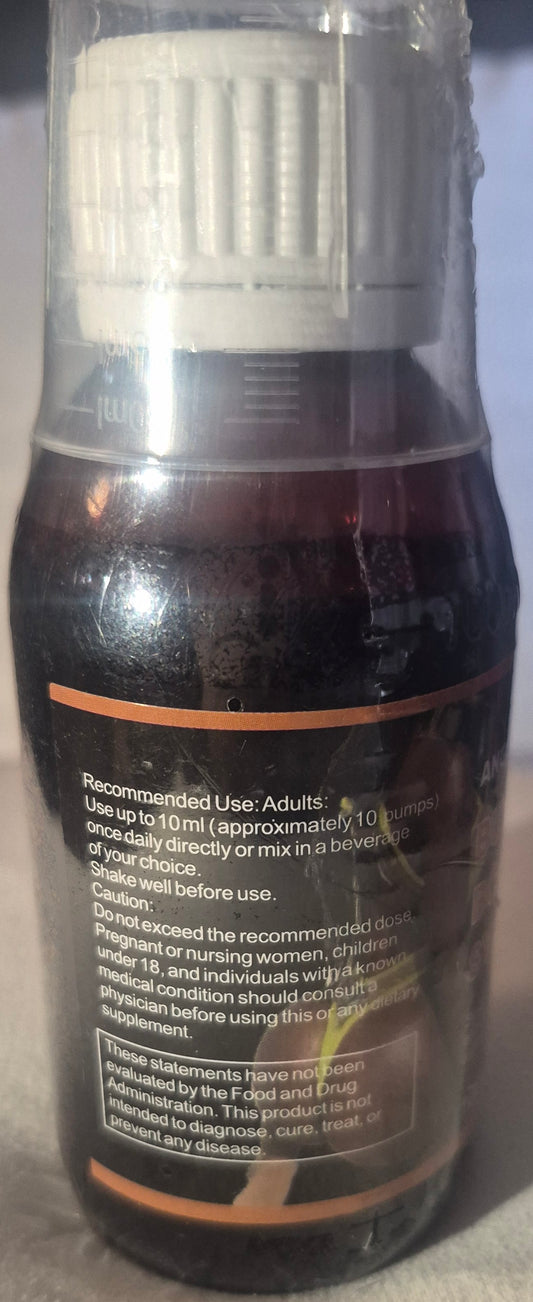 Recommended Use: Adults:
Use up to 10 ml ( approximately 10 pumps)
once daily directly or mix in a beverage
of your choice.
Shake well before use.
Caution:
Do not exceed the recommended dose.
Pregnant or nursing women, children
under 18, and individuals with a known
medical condition should consult a
physician before using this or any dietary
supplement.
These statements have not been
evaluated by the Food and Drug
Administration. This product is not
intended to diagnose, cure, treat, or
prevent any disease.